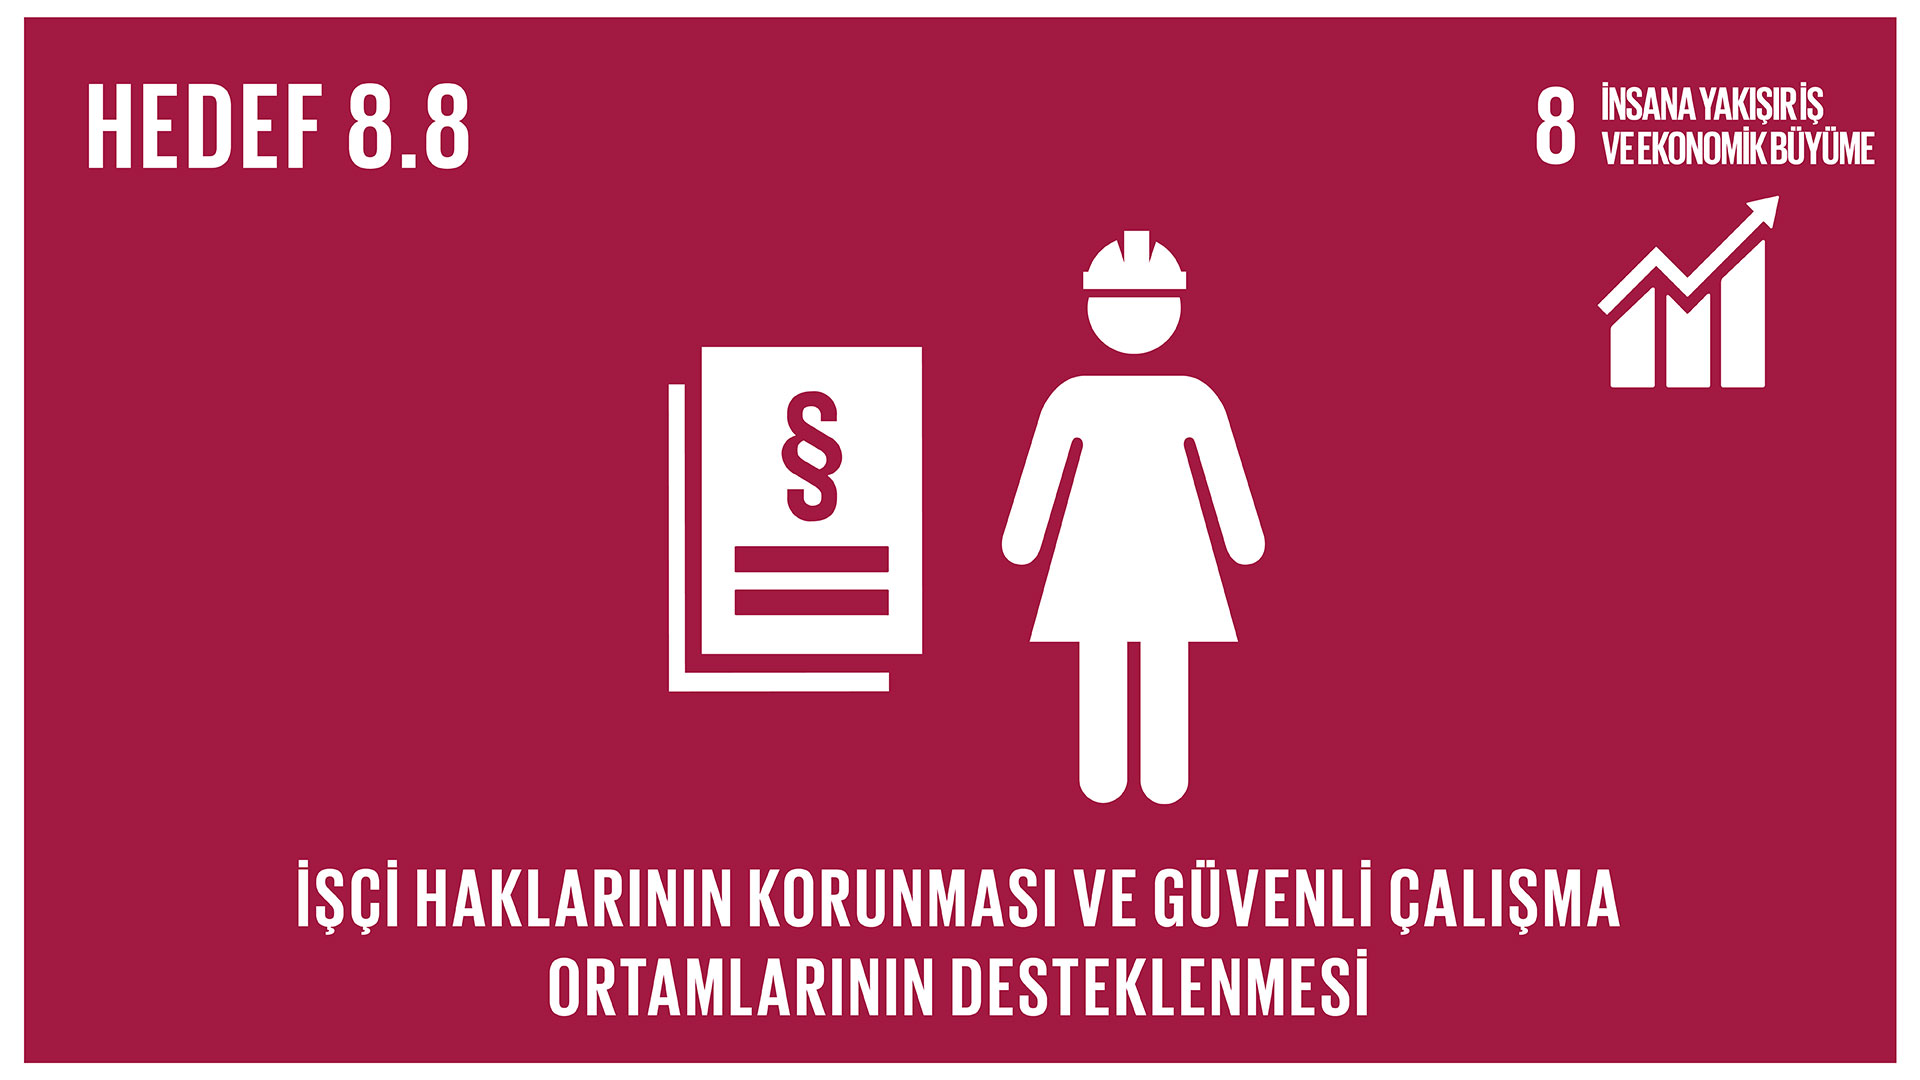 HEDEF 8.8
8
İNSANA YAKIŞIR İŞ
VE EKONOMİK BÜYÜME
§
İŞÇİ HAKLARININ KORUNMASI VE GÜVENLİ ÇALIŞMA
ORTAMLARININ DESTEKLENMESİ